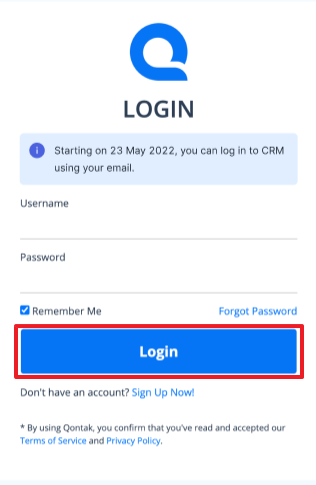 LOGIN
Starting on 23 May 2022, you can log in to CRM
using your email.
Username
Password
Remember Me Forgot Password
Login
Don't have an account? Sign Up Now!
* By using Qontak, you confirm that you've read and accepted our
Terms of Service and Privacy Policy.